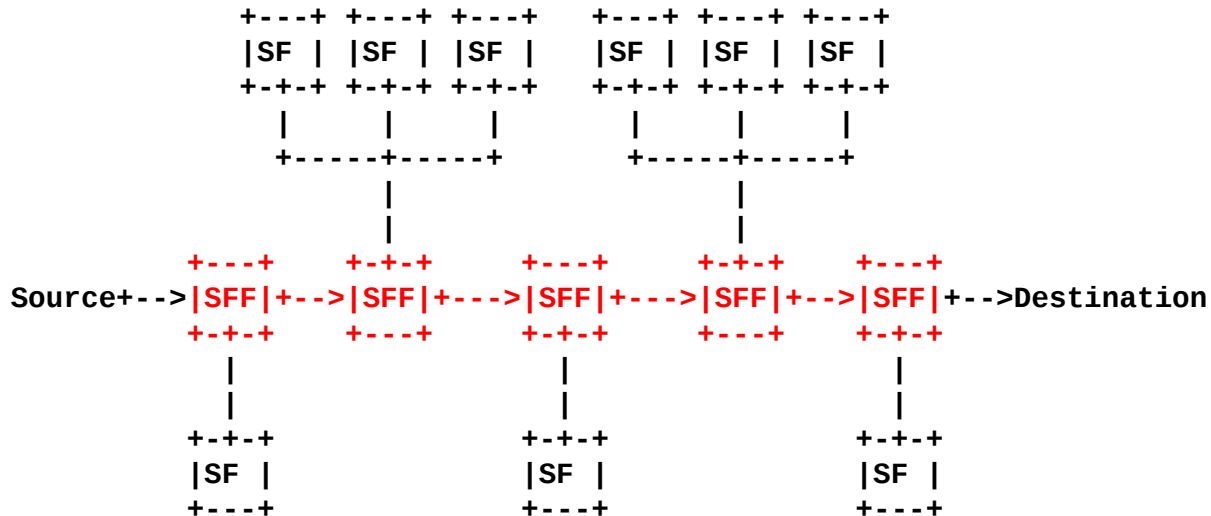 +---+ +---+ +---+   +---+ +---+ +---+
|SF | |SF | |SF |   |SF | |SF | |SF |
+-+-+ +-+-+ +-+-+   +-+-+ +-+-+ +-+-+
|     |     |       |     |     |
+-----+-----+       +-----+-----+
|                   |
|                   |
+---+    +-+-+     +---+     +-+-+    +---+
Source+-->|SFF|+-->|SFF|+--->|SFF|+--->|SFF|+-->|SFF|+-->Destination
+-+-+    +---+     +-+-+     +---+    +-+-+
|                   |                   |
|                   |                   |
+-+-+               +-+-+               +-+-+
|SF |               |SF |               |SF |
+---+               +---+               +---+